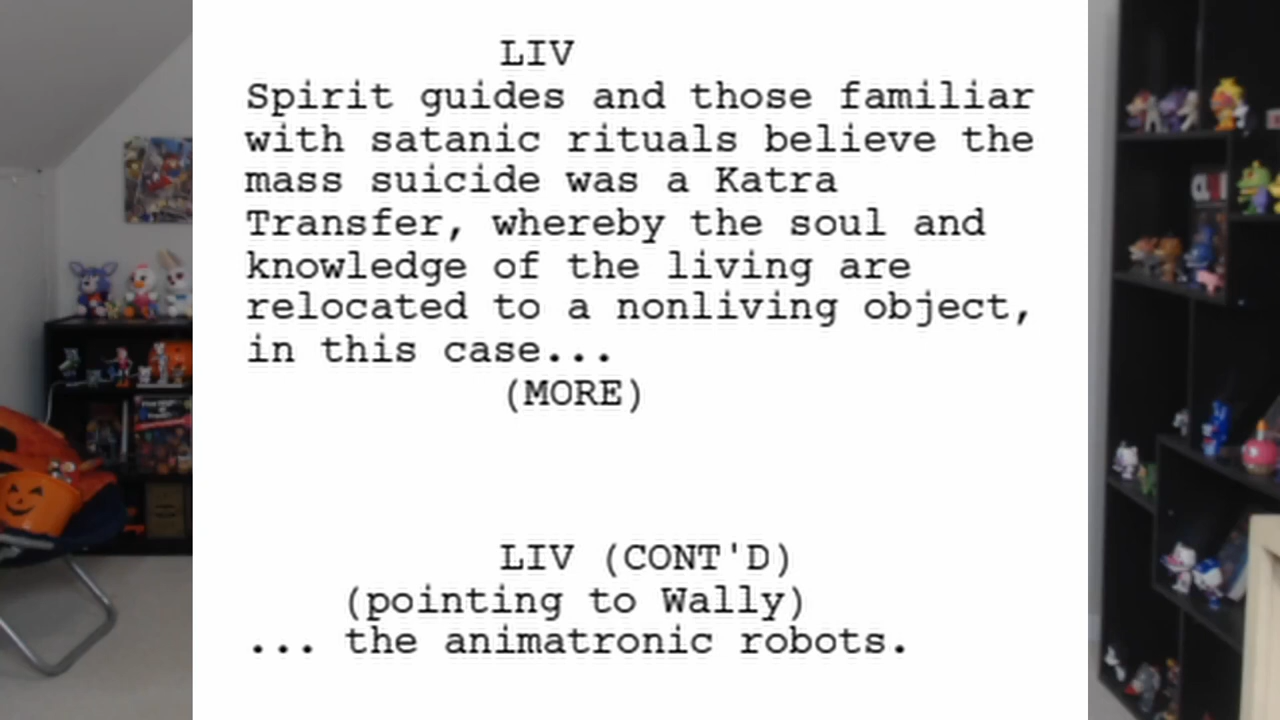 LIV
Spirit guides and those familiar
with satanic rituals believe the
mass suicide was a Katra
Transfer, whereby the soul and
knowledge of the living are
relocated to a nonliving object,
in this case...
(MORE)
LIV (CONT'D)
(pointing to Wally)
... the animatronic robots.